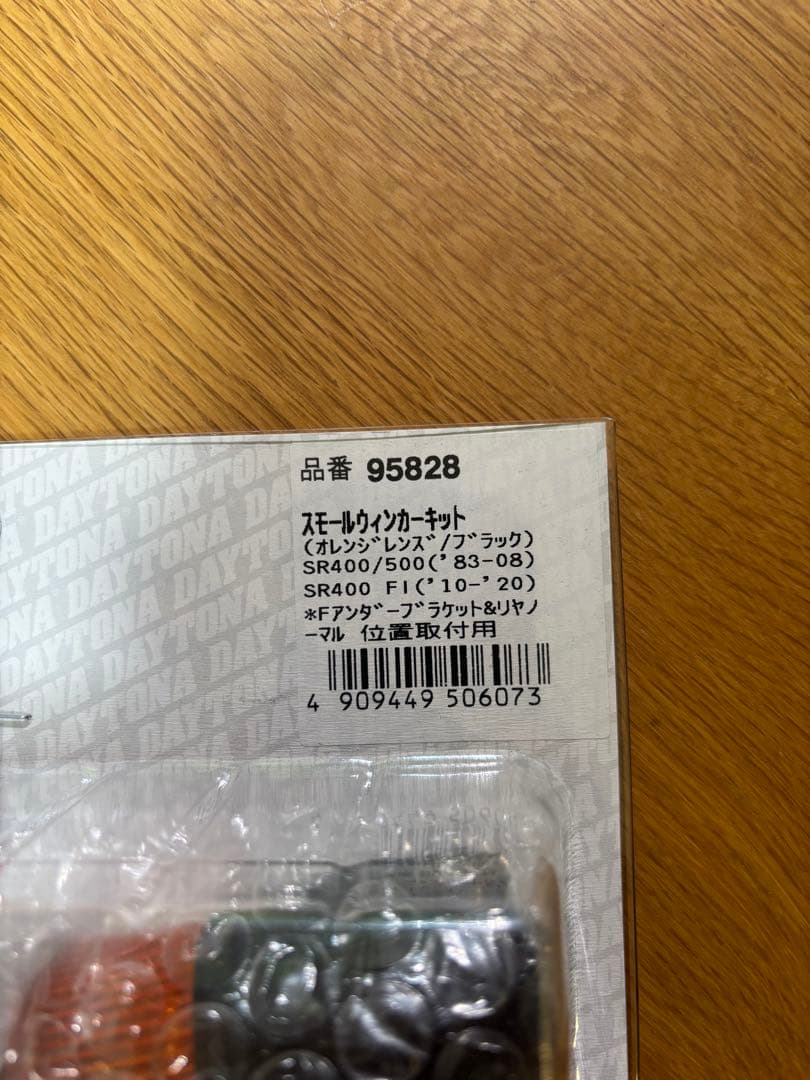 品番 95828
スモールウィンカーキット
(オレンジレンズ/ブラック)
SR400/500('83-08)
SR400 FI('10-'20)
*Fアンダーブラケット&リヤノ
ーマル 位置取付用
4 909449 506073
DAYTONA DAYTONA DAYTONA